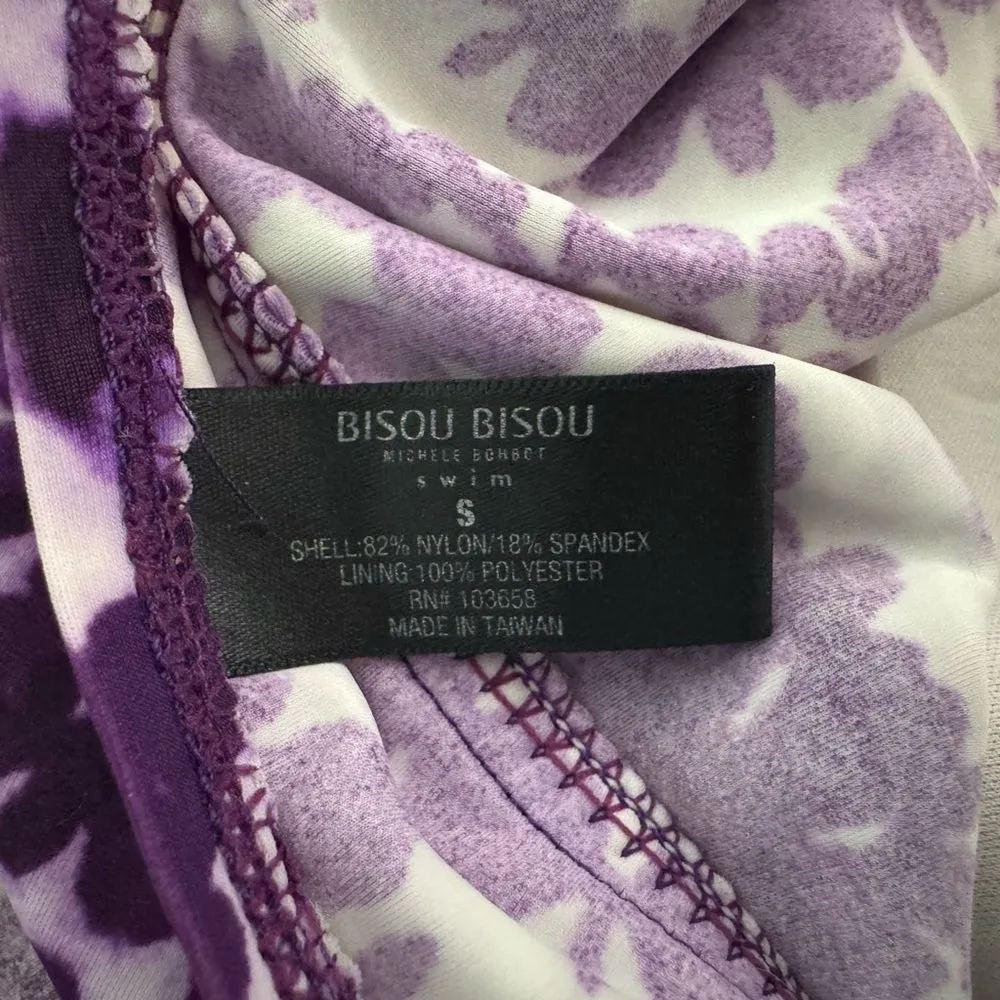 BISOU BISOU
MICHELE BOHBOT
swim
S
SHELL:82% NYLON/18% SPANDEX
LINING:100% POLYESTER
RN# 103658
MADE IN TAIWAN